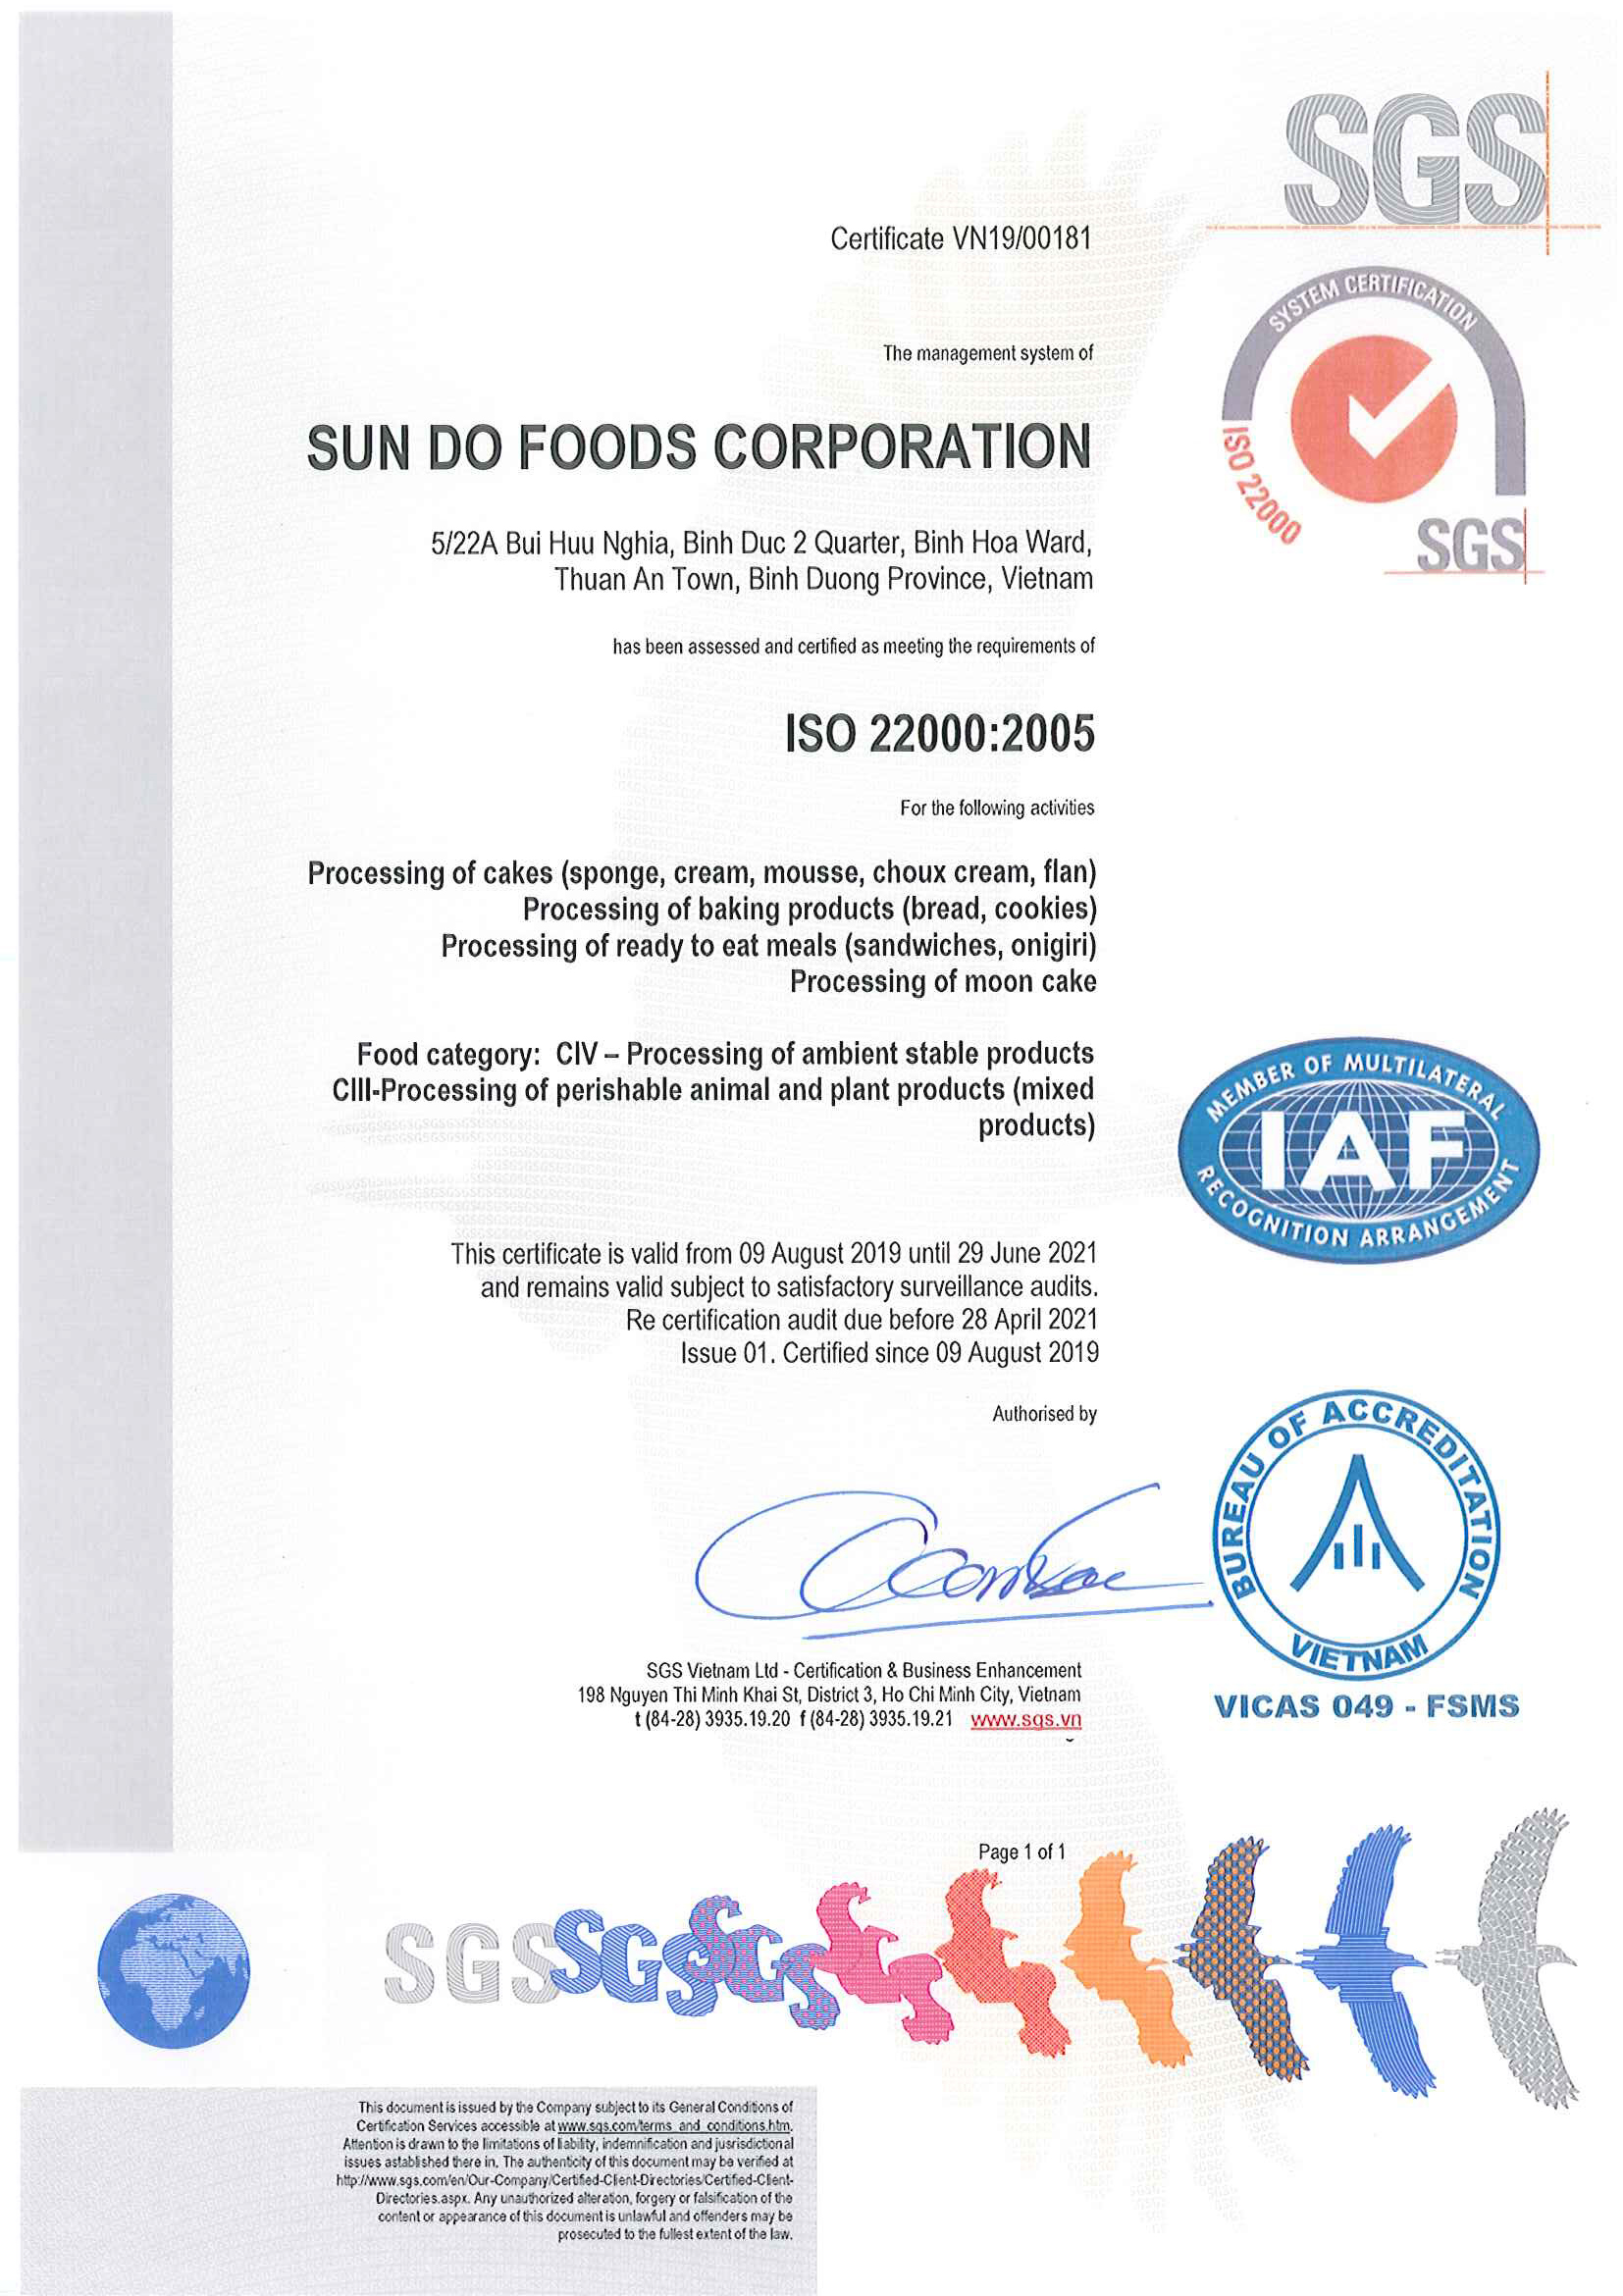 SGS
Certificate VN19/00181
SYSTEM CERTIFICATION
ISO 22000
SGS
The management system of
SUN DO FOODS CORPORATION
5/22A Bui Huu Nghia, Binh Duc 2 Quarter, Binh Hoa Ward,
Thuan An Town, Binh Duong Province, Vietnam
has been assessed and certified as meeting the requirements of
ISO 22000:2005
For the following activities
Processing of cakes (sponge, cream, mousse, choux cream, flan)
Processing of baking products (bread, cookies)
Processing of ready to eat meals (sandwiches, onigiri)
Processing of moon cake
Food category: CIV – Processing of ambient stable products
CIII-Processing of perishable animal and plant products (mixed
products)
MEMBER OF MULTILATERAL
IAF
RECOGNITION ARRANGEMENT
This certificate is valid from 09 August 2019 until 29 June 2021
and remains valid subject to satisfactory surveillance audits.
Re certification audit due before 28 April 2021
Issue 01. Certified since 09 August 2019
Authorised by
BUREAU OF ACCREDITATION
VIETNAM
VICAS 049 - FSMS
SGS Vietnam Ltd - Certification & Business Enhancement
198 Nguyen Thi Minh Khai St, District 3, Ho Chi Minh City, Vietnam
t (84-28) 3935.19.20 f (84-28) 3935.19.21 www.sgs.vn
Page 1 of 1
SGS SGS SGS
This document is issued by the Company subject to its General Conditions of
Certification Services accessible at www.sgs.com/terms_and_conditions.htm.
Attention is drawn to the limitations of liability, indemnification and jusrisdictional
issues astablished there in. The authenticity of this document may be verified at
http://www.sgs.com/en/Our-Company/Certified-Client-Directories/Certified-Client-
Directories.aspx. Any unauthorized alteration, forgery or falsification of the
content or appearance of this document is unlawful and offenders may be
prosecuted to the fullest extent of the law.